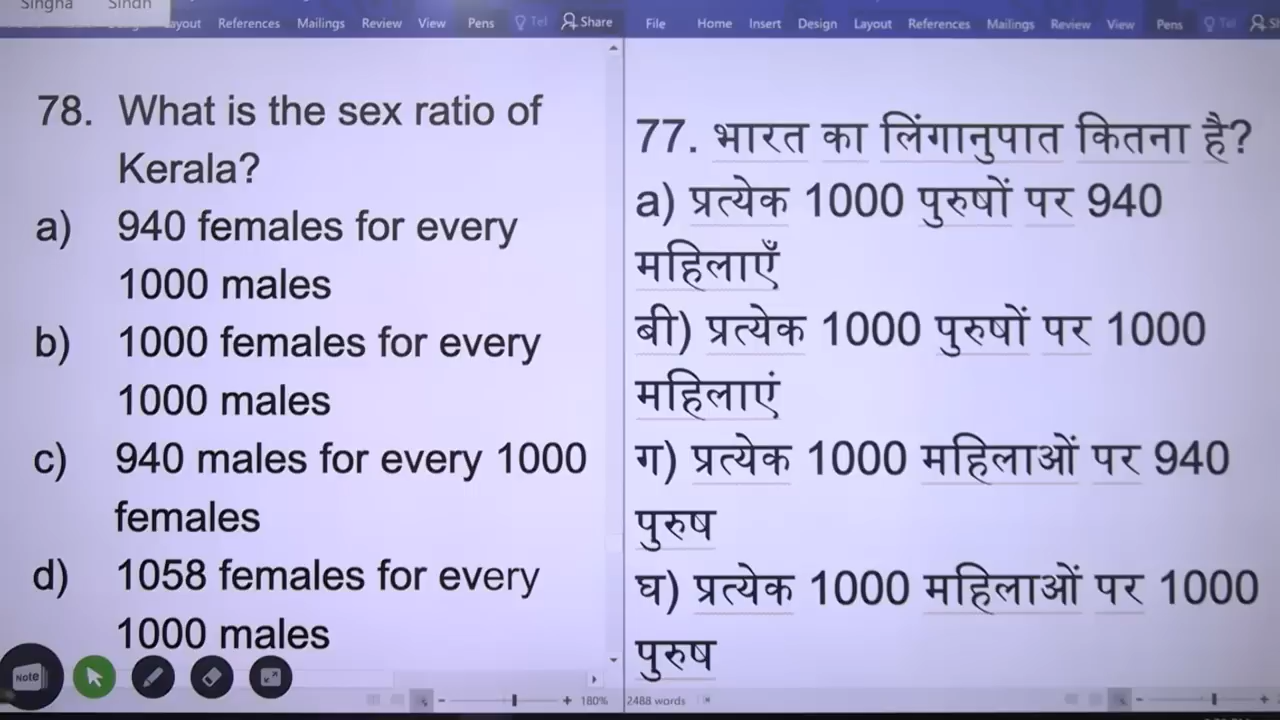 Singha Sindh
ayout References Mailings Review View Pens Tel Share
File Home Insert Design Layout References Mailings Review View Pens Tel
78. What is the sex ratio of
Kerala?
a) 940 females for every
1000 males
b) 1000 females for every
1000 males
c) 940 males for every 1000
females
d) 1058 females for every
1000 males
77. भारत का लिंगानुपात कितना है?
a) प्रत्येक 1000 पुरुषों पर 940
महिलाएँ
बी) प्रत्येक 1000 पुरुषों पर 1000
महिलाएं
ग) प्रत्येक 1000 महिलाओं पर 940
पुरुष
घ) प्रत्येक 1000 महिलाओं पर 1000
पुरुष
Note
180% 2488 words